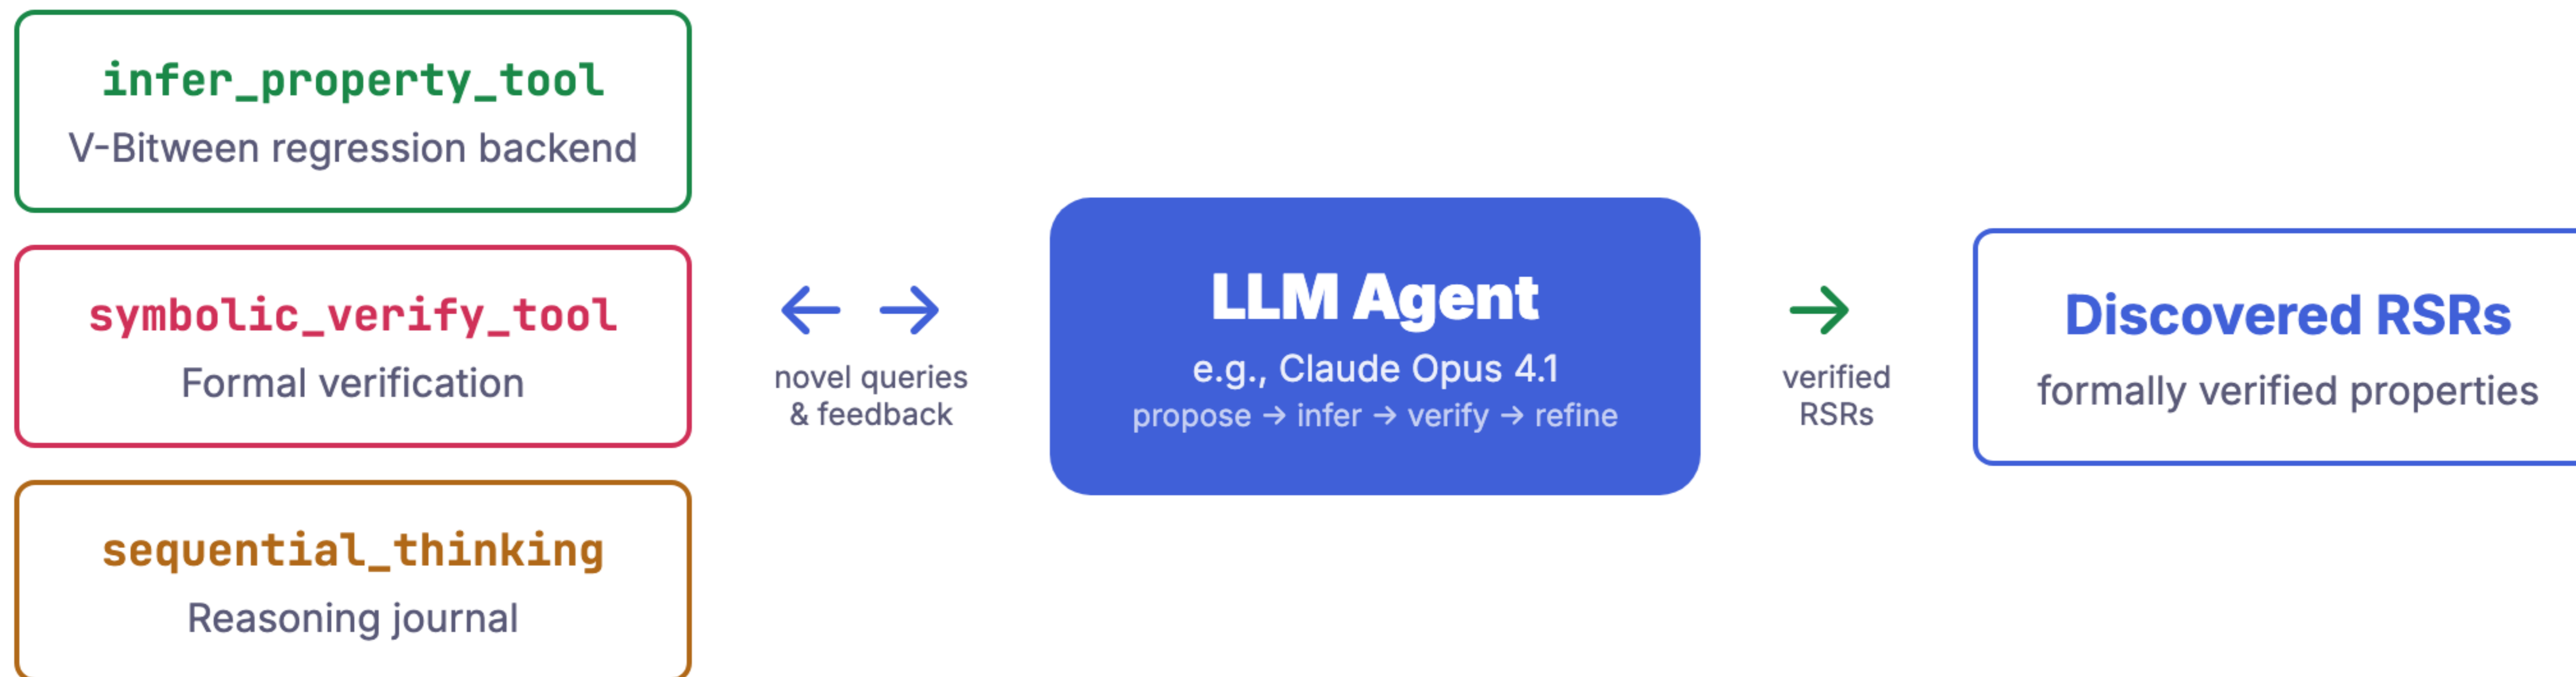 infer_property_tool
V-Bitween regression backend
symbolic_verify_tool
Formal verification
sequential_thinking
Reasoning journal
← →
novel queries
& feedback
LLM Agent
e.g., Claude Opus 4.1
propose → infer → verify → refine
→
verified
RSRs
Discovered RSRs
formally verified properties